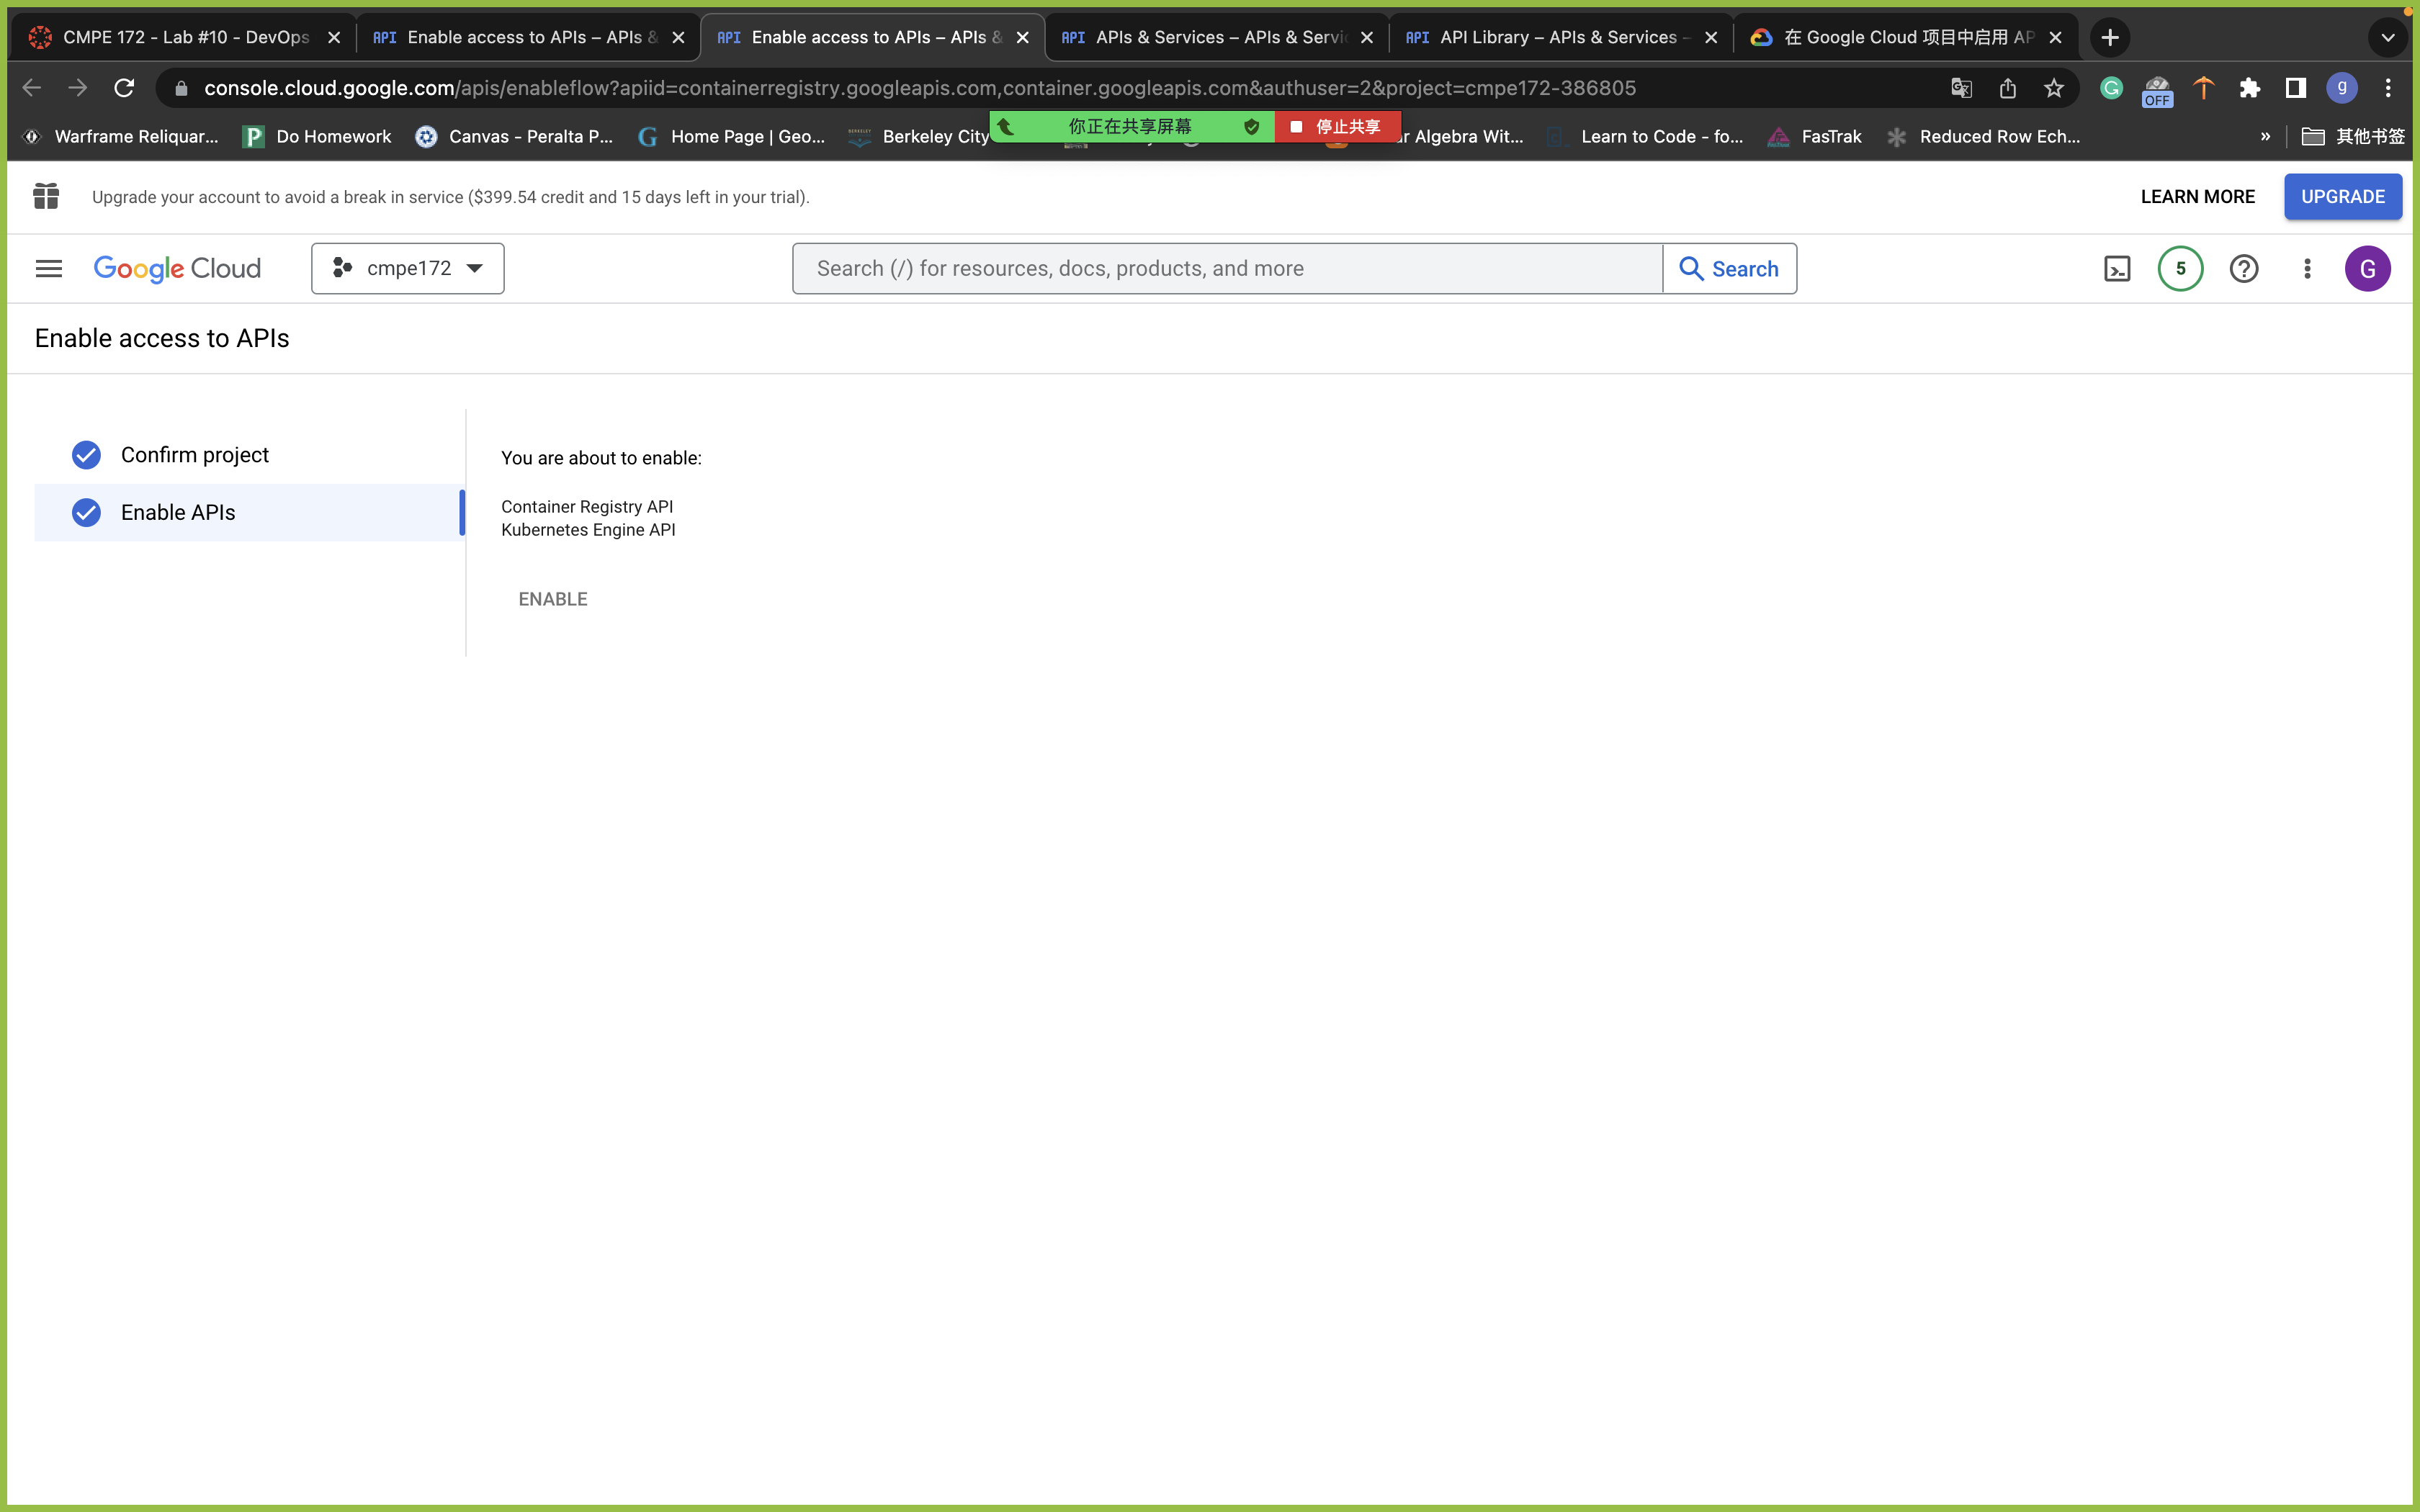 CMPE 172 - Lab #10 - DevOps
API Enable access to APIs – APIs &
API Enable access to APIs – APIs &
API APIs & Services – APIs & Servi
API API Library – APIs & Services –
在 Google Cloud 项目中启用 AP
console.cloud.google.com/apis/enableflow?apiid=containerregistry.googleapis.com,container.googleapis.com&authuser=2&project=cmpe172-386805
OFF
g
Warframe Reliquar...
Do Homework
Canvas - Peralta P...
Home Page | Geo...
Berkeley City
你正在共享屏幕
停止共享
Algebra Wit...
Learn to Code - fo...
FasTrak
Reduced Row Ech...
»
其他书签
Upgrade your account to avoid a break in service ($399.54 credit and 15 days left in your trial).
LEARN MORE
UPGRADE
Google Cloud
cmpe172
Search (/) for resources, docs, products, and more
Search
5
G
Enable access to APIs
Confirm project
Enable APIs
You are about to enable:
Container Registry API
Kubernetes Engine API
ENABLE